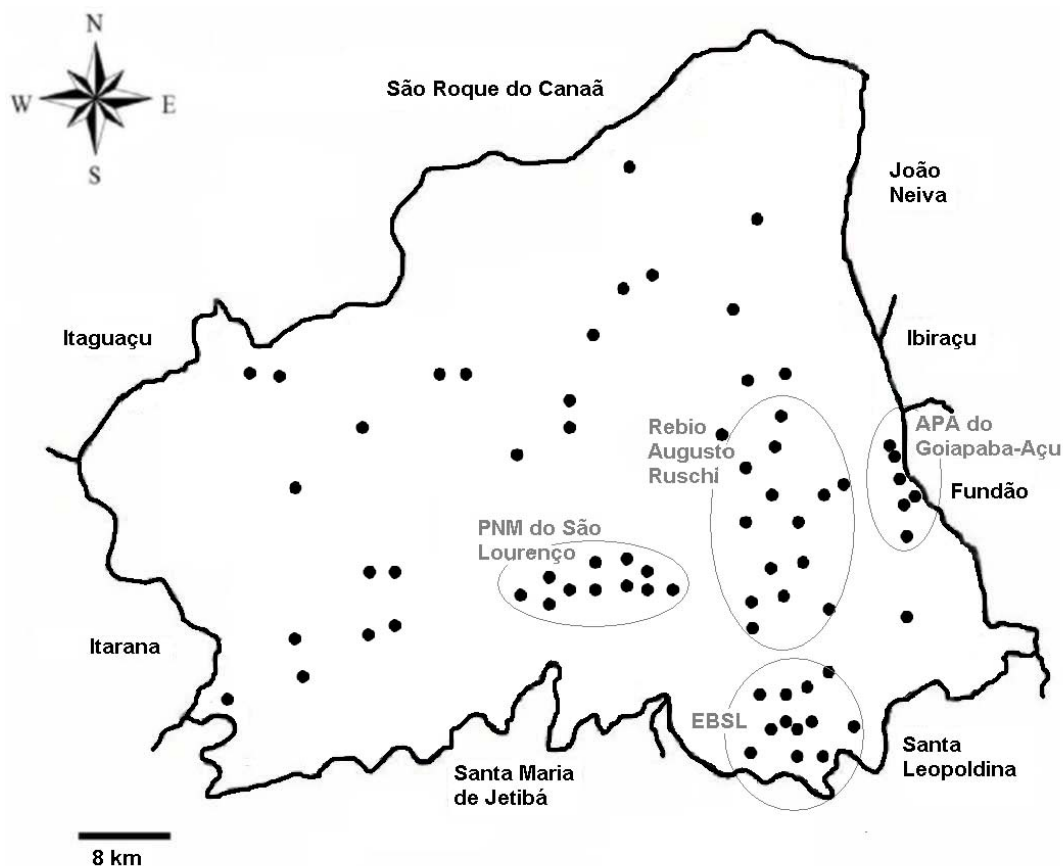 N
W
E
S
São Roque do Canaã
João
Neiva
Itaguaçu
Ibiraçu
Rebio
Augusto
Ruschi
APA do
Goiapaba-Açu
Fundão
PNM do São
Lourenço
Itarana
EBSL
Santa
Leopoldina
Santa Maria
de Jetibá
8 km